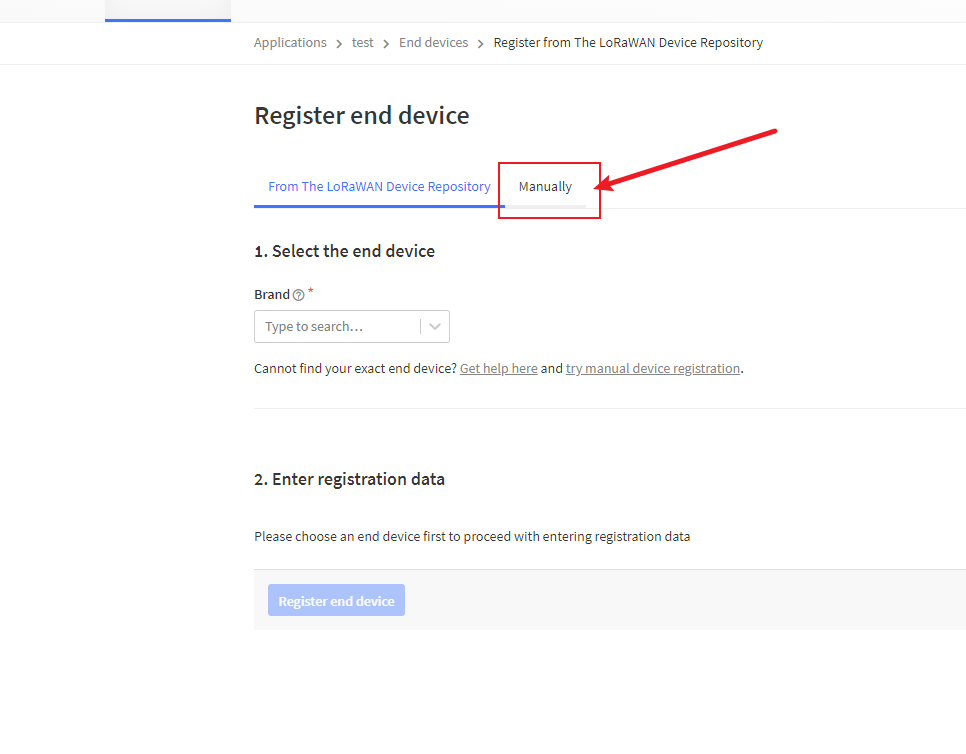 Applications > test > End devices > Register from The LoRaWAN Device Repository
Register end device
From The LoRaWAN Device Repository Manually
1. Select the end device
Brand ? *
Type to search...
Cannot find your exact end device? Get help here and try manual device registration.
2. Enter registration data
Please choose an end device first to proceed with entering registration data
Register end device